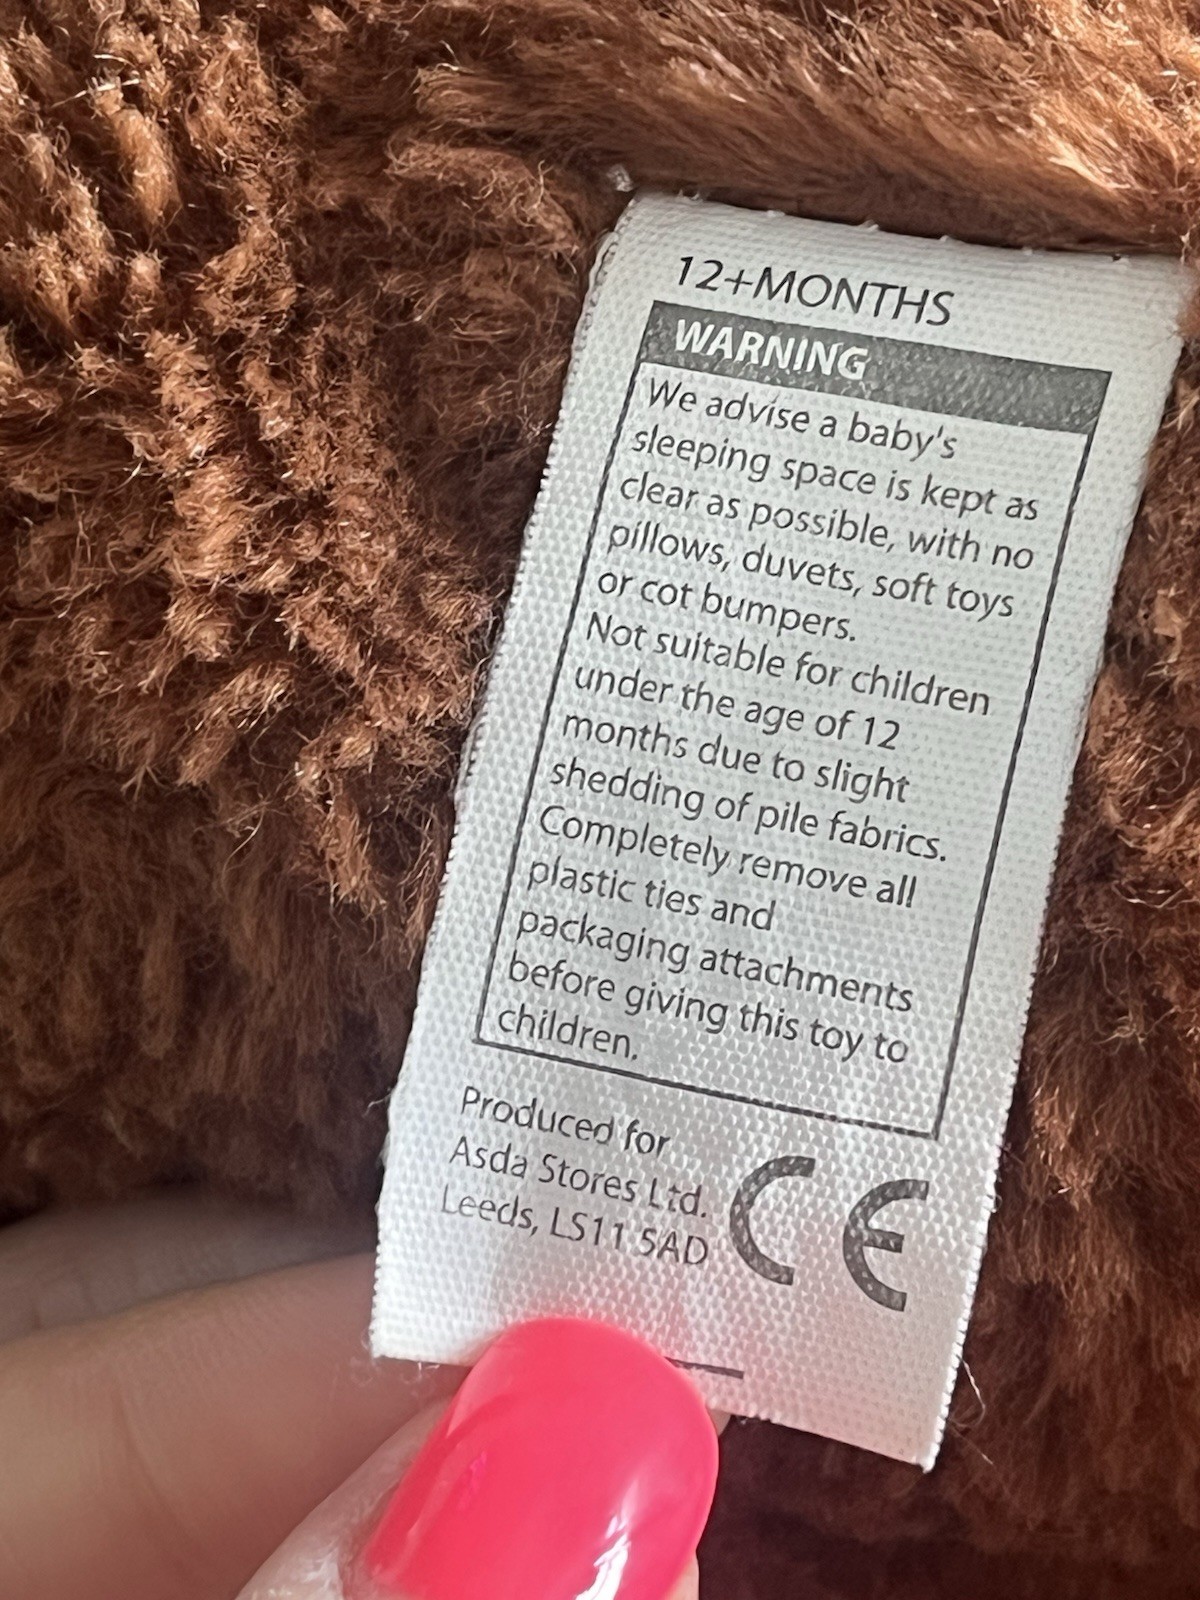 12+MONTHS
WARNING
We advise a baby's
sleeping space is kept as
clear as possible, with no
pillows, duvets, soft toys
or cot bumpers.
Not suitable for children
under the age of 12
months due to slight
shedding of pile fabrics.
Completely remove all
plastic ties and
packaging attachments
before giving this toy to
children.
Produced for
Asda Stores Ltd.
Leeds, LS11 5AD
CE